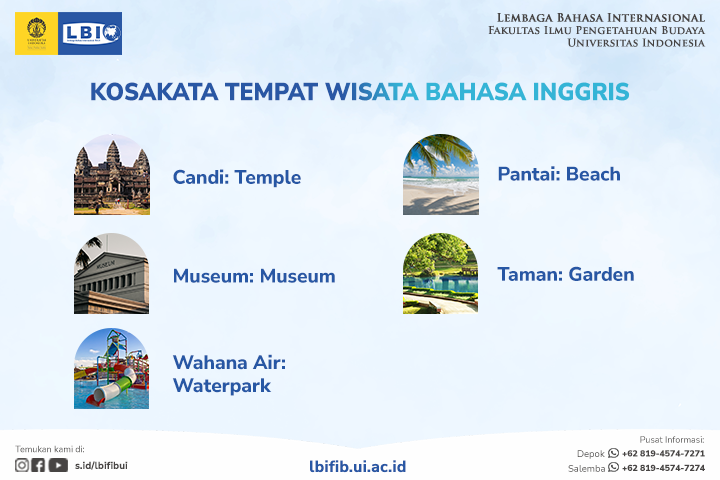 LBI
LEMBAGA BAHASA INTERNASIONAL
FAKULTAS ILMU PENGETAHUAN BUDAYA
UNIVERSITAS INDONESIA
KOSAKATA TEMPAT WISATA BAHASA INGGRIS
Candi: Temple
Pantai: Beach
MUSEUM
Museum: Museum
Taman: Garden
Wahana Air:
Waterpark
Temukan kami di:
s.id/lbifibui
lbifib.ui.ac.id
Pusat Informasi:
Depok +62 819-4574-7271
Salemba +62 819-4574-7274